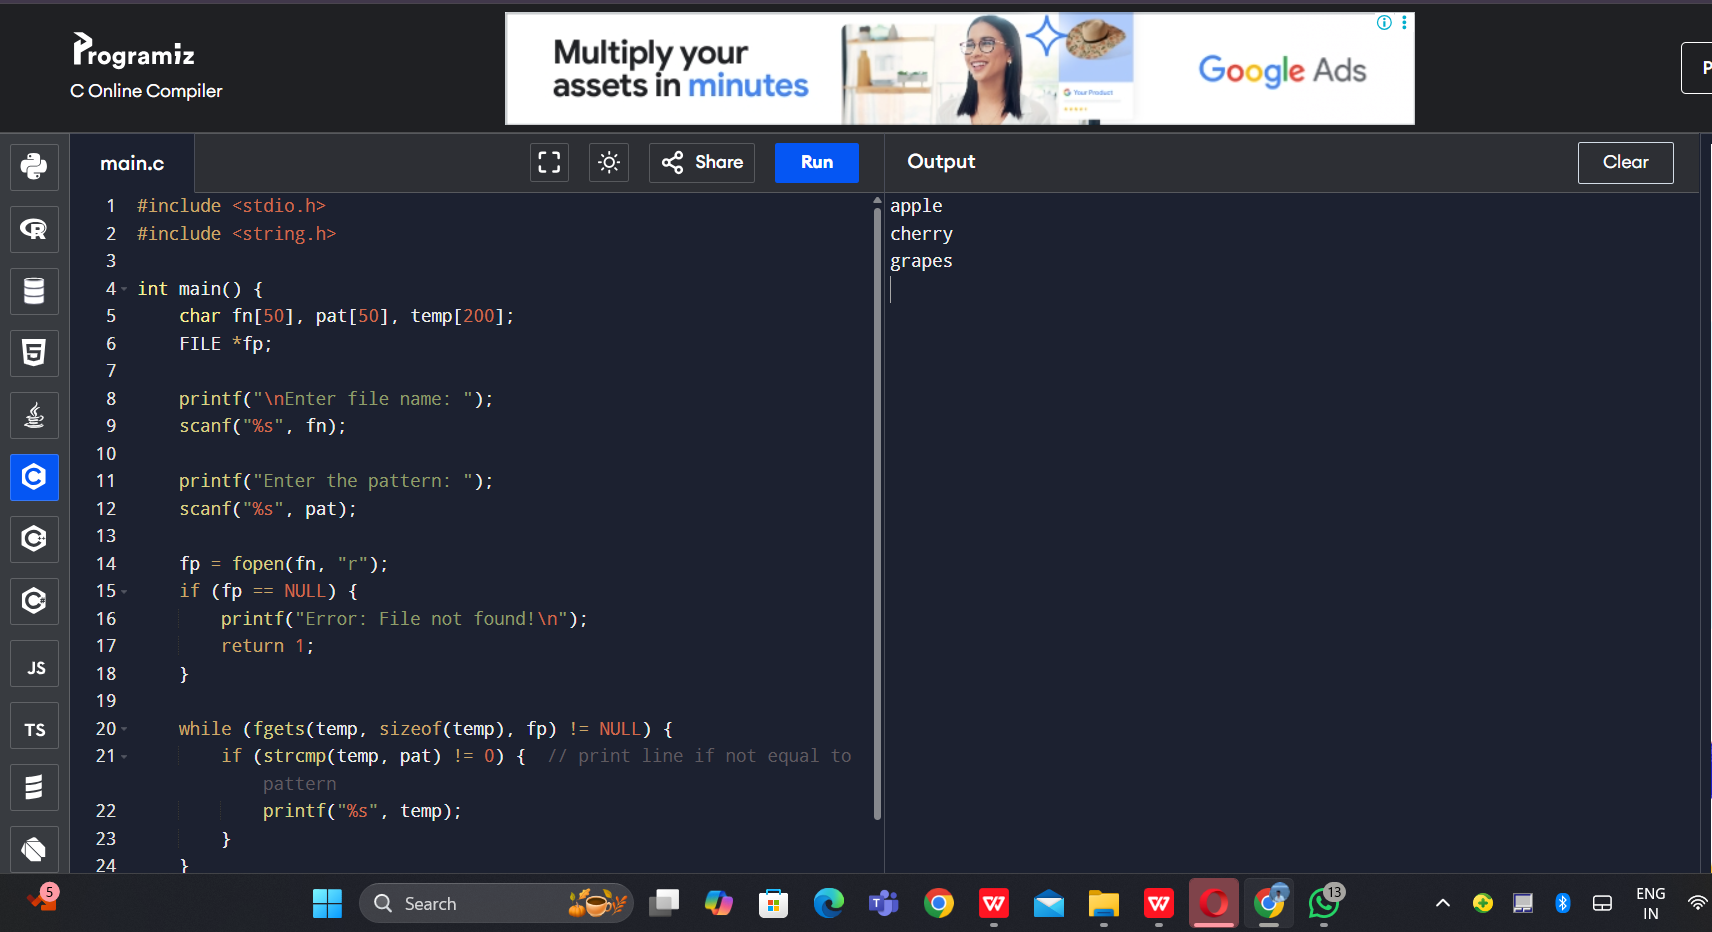 Programiz
C Online Compiler
Multiply your
assets in minutes
Your Product
Google Ads
P
main.c
Share
Run
Output
Clear
1 #include <stdio.h>
2 #include <string.h>
3
4 int main() {
5 char fn[50], pat[50], temp[200];
6 FILE *fp;
7
8 printf("\nEnter file name: ");
9 scanf("%s", fn);
10
11 printf("Enter the pattern: ");
12 scanf("%s", pat);
13
14 fp = fopen(fn, "r");
15 if (fp == NULL) {
16 printf("Error: File not found!\n");
17 return 1;
18 }
19
20 while (fgets(temp, sizeof(temp), fp) != NULL) {
21 if (strcmp(temp, pat) != 0) { // print line if not equal to
pattern
22 printf("%s", temp);
23 }
24 }
apple
cherry
grapes
JS
TS
5
Search
13
ENG
IN